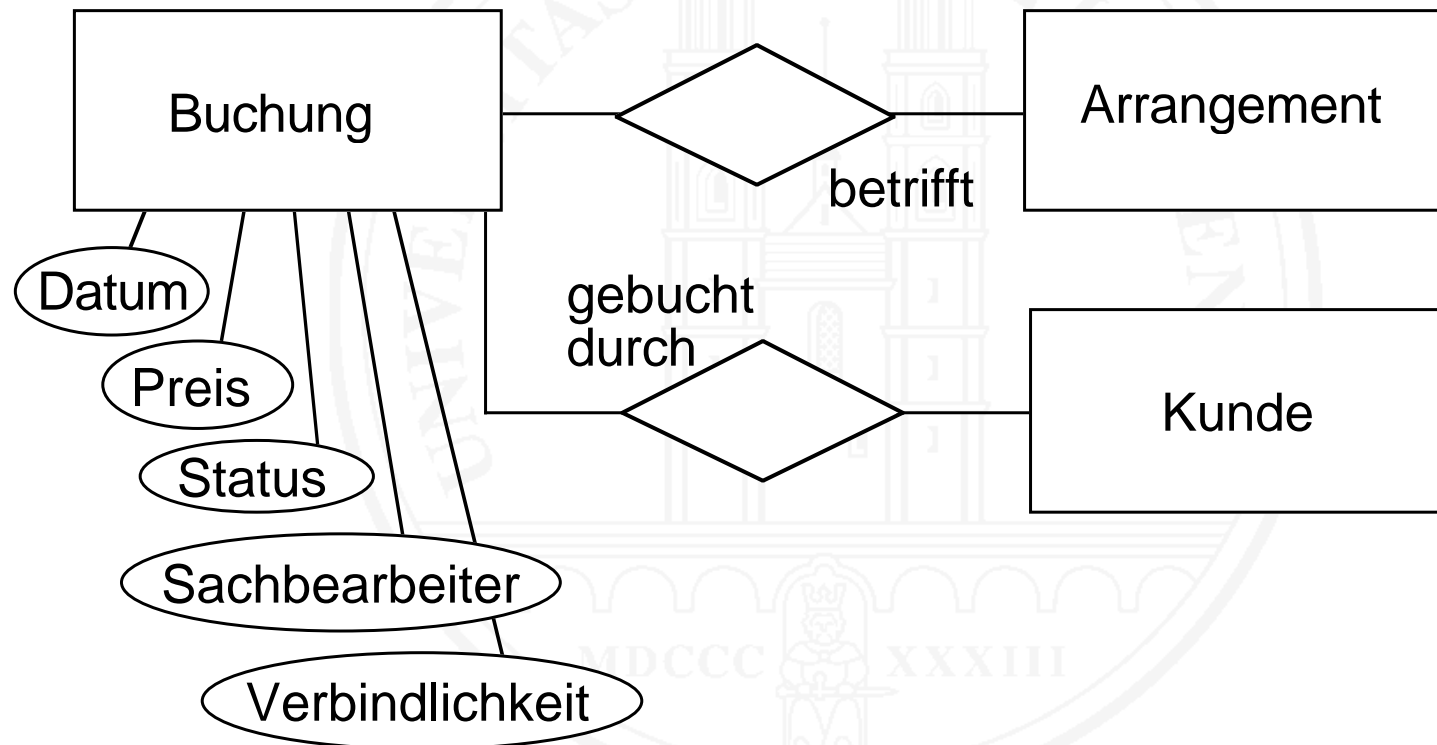 Buchung
Arrangement
betrifft
Datum
gebucht
durch
Preis
Kunde
Status
Sachbearbeiter
Verbindlichkeit
MDCCC XXXIII